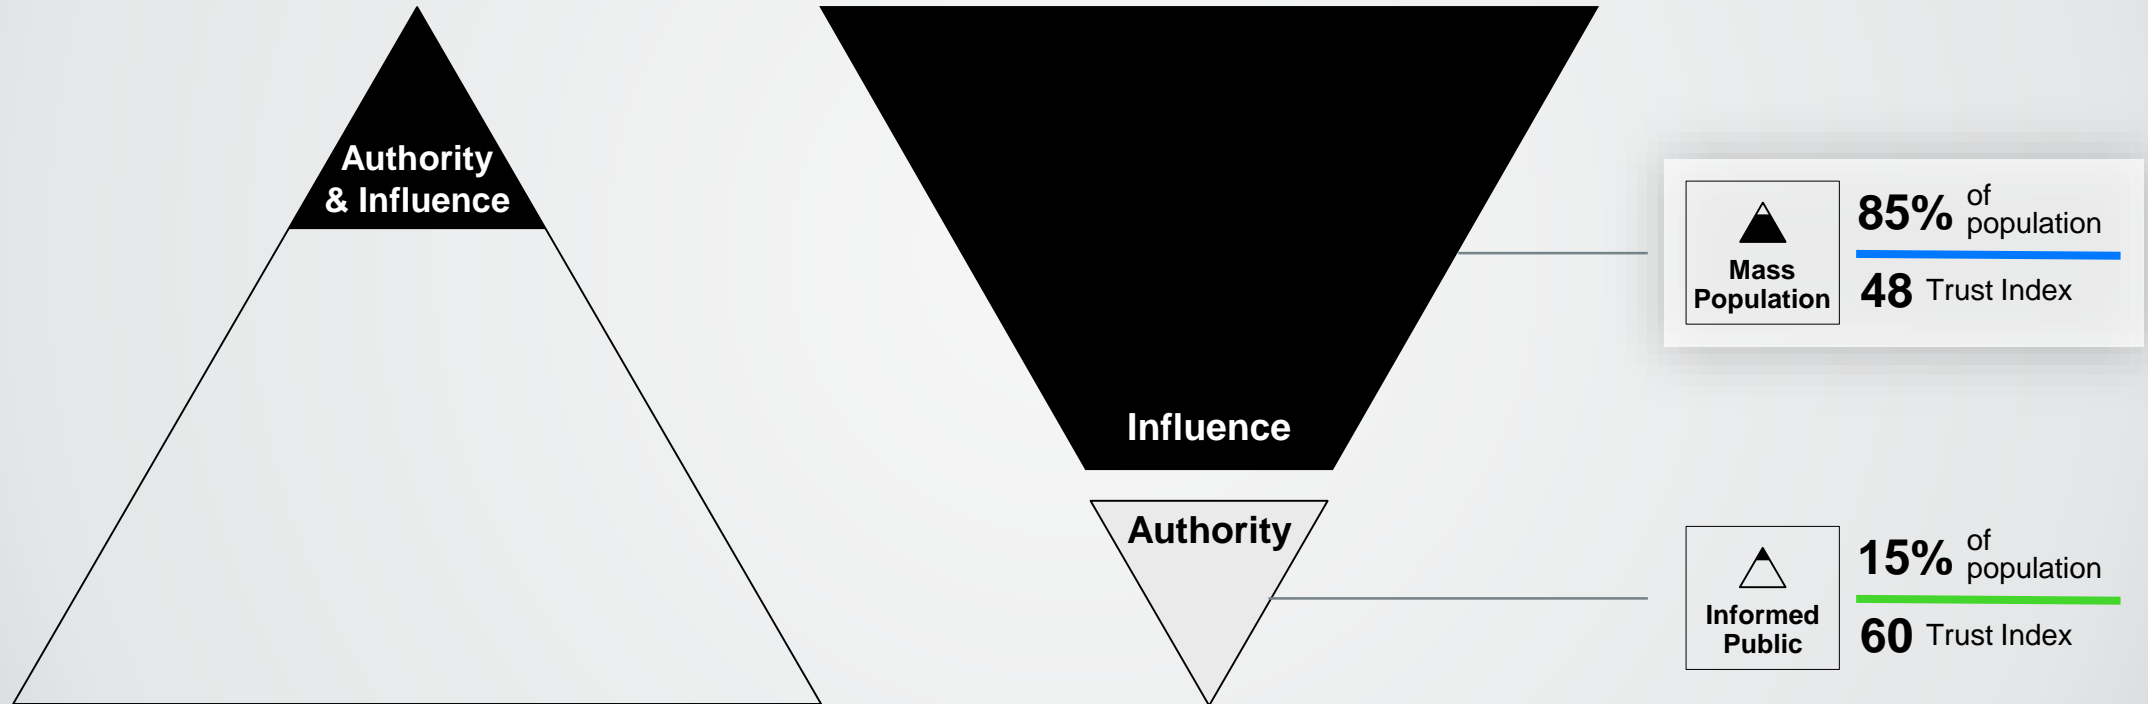 Authority
& Influence
Influence
Authority
Mass
Population
85% of
population
48 Trust Index
Informed
Public
15% of
population
60 Trust Index